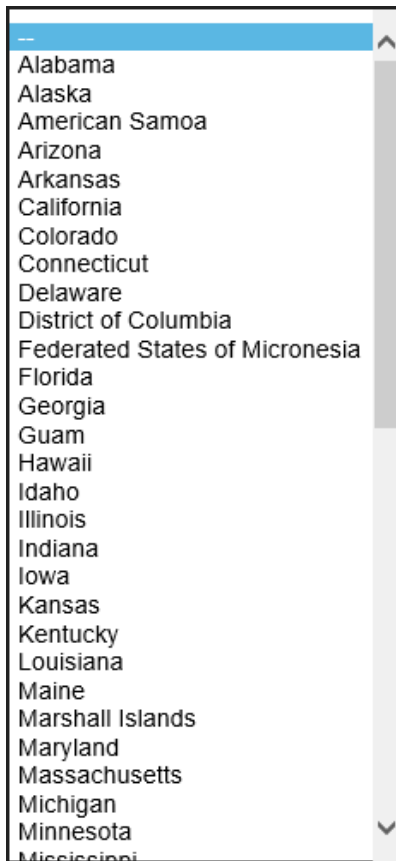 --
Alabama
Alaska
American Samoa
Arizona
Arkansas
California
Colorado
Connecticut
Delaware
District of Columbia
Federated States of Micronesia
Florida
Georgia
Guam
Hawaii
Idaho
Illinois
Indiana
Iowa
Kansas
Kentucky
Louisiana
Maine
Marshall Islands
Maryland
Massachusetts
Michigan
Minnesota
Mississippi